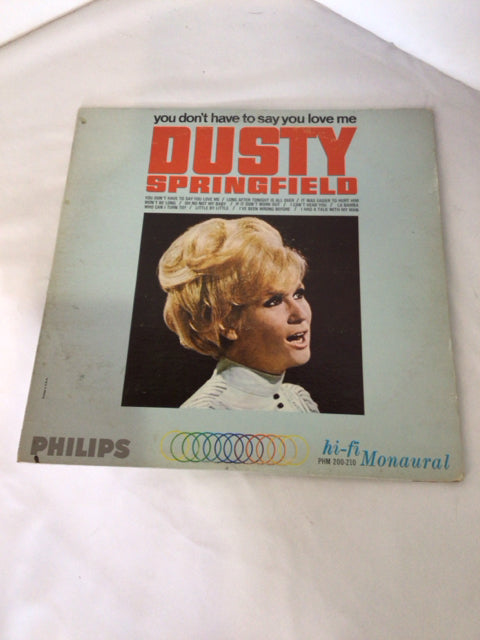 you don't have to say you love me
DUSTY
SPRINGFIELD
YOU DON'T HAVE TO SAY YOU LOVE ME / LONG AFTER TONIGHT IS ALL OVER / IT WAS EASIER TO HURT HIM
WON'T BE LONG / OH NO NOT MY BABY / IF IT DON'T WORK OUT / I CAN'T HEAR YOU / LA BAMBA
WHO CAN I TURN TO? / LITTLE BY LITTLE / I'VE BEEN WRONG BEFORE / I HAD A TALK WITH MY MAN
PHILIPS
hi-fi
PHM 200-210 Monaural